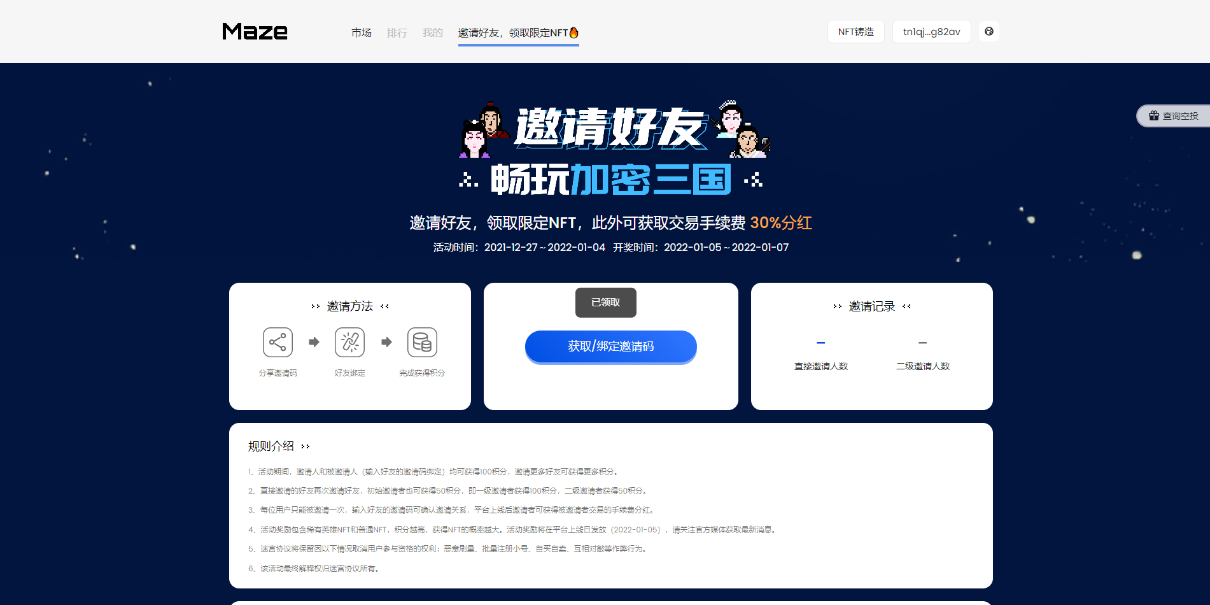 Maze
市场 排行 我的 邀请好友，领取限定NFT🔥
NFT铸造 tn1qj...g82av
查询空投
邀请好友
畅玩加密三国
邀请好友，领取限定NFT，此外可获取交易手续费 30%分红
活动时间：2021-12-27 ~ 2022-01-04 开奖时间：2022-01-05 ~ 2022-01-07
邀请方法
分享邀请码 好友绑定 完成获得积分
已领取
获取/绑定邀请码
邀请记录
直接邀请人数 二级邀请人数
规则介绍
1、活动期间，邀请人和被邀请人（输入好友的邀请码绑定）均可获得100积分，邀请更多好友可获得更多积分。
2、直接邀请的好友再次邀请好友，初始邀请者也可获得50积分，即一级邀请者获得100积分，二级邀请者获得50积分。
3、每位用户只能被邀请一次，输入好友的邀请码可确认邀请关系，平台上线后邀请者可获得被邀请者交易的手续费分红。
4、活动奖励包含稀有英雄NFT和普通NFT，积分越高，获得NFT的概率越大。活动奖励将在平台上线日发放（2022-01-05），请关注官方媒体获取最新消息。
5、迷宫协议将保留因以下情况取消用户参与资格的权利：恶意刷量、批量注册小号、自买自卖、互相对敲等作弊行为。
6、该活动最终解释权归迷宫协议所有。